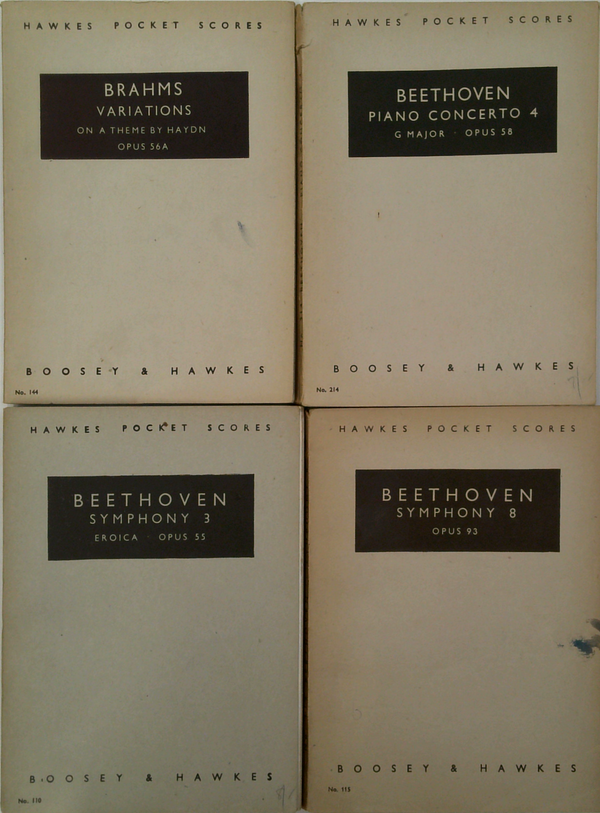 HAWKES POCKET SCORES
BRAHMS
VARIATIONS
ON A THEME BY HAYDN
OPUS 56A
BOOSEY & HAWKES
No. 144
HAWKES POCKET SCORES
BEETHOVEN
PIANO CONCERTO 4
G MAJOR · OPUS 58
BOOSEY & HAWKES
No. 214
HAWKES POCKET SCORES
BEETHOVEN
SYMPHONY 3
EROICA · OPUS 55
BOOSEY & HAWKES
No. 110
HAWKES POCKET SCORES
BEETHOVEN
SYMPHONY 8
OPUS 93
BOOSEY & HAWKES
No. 115